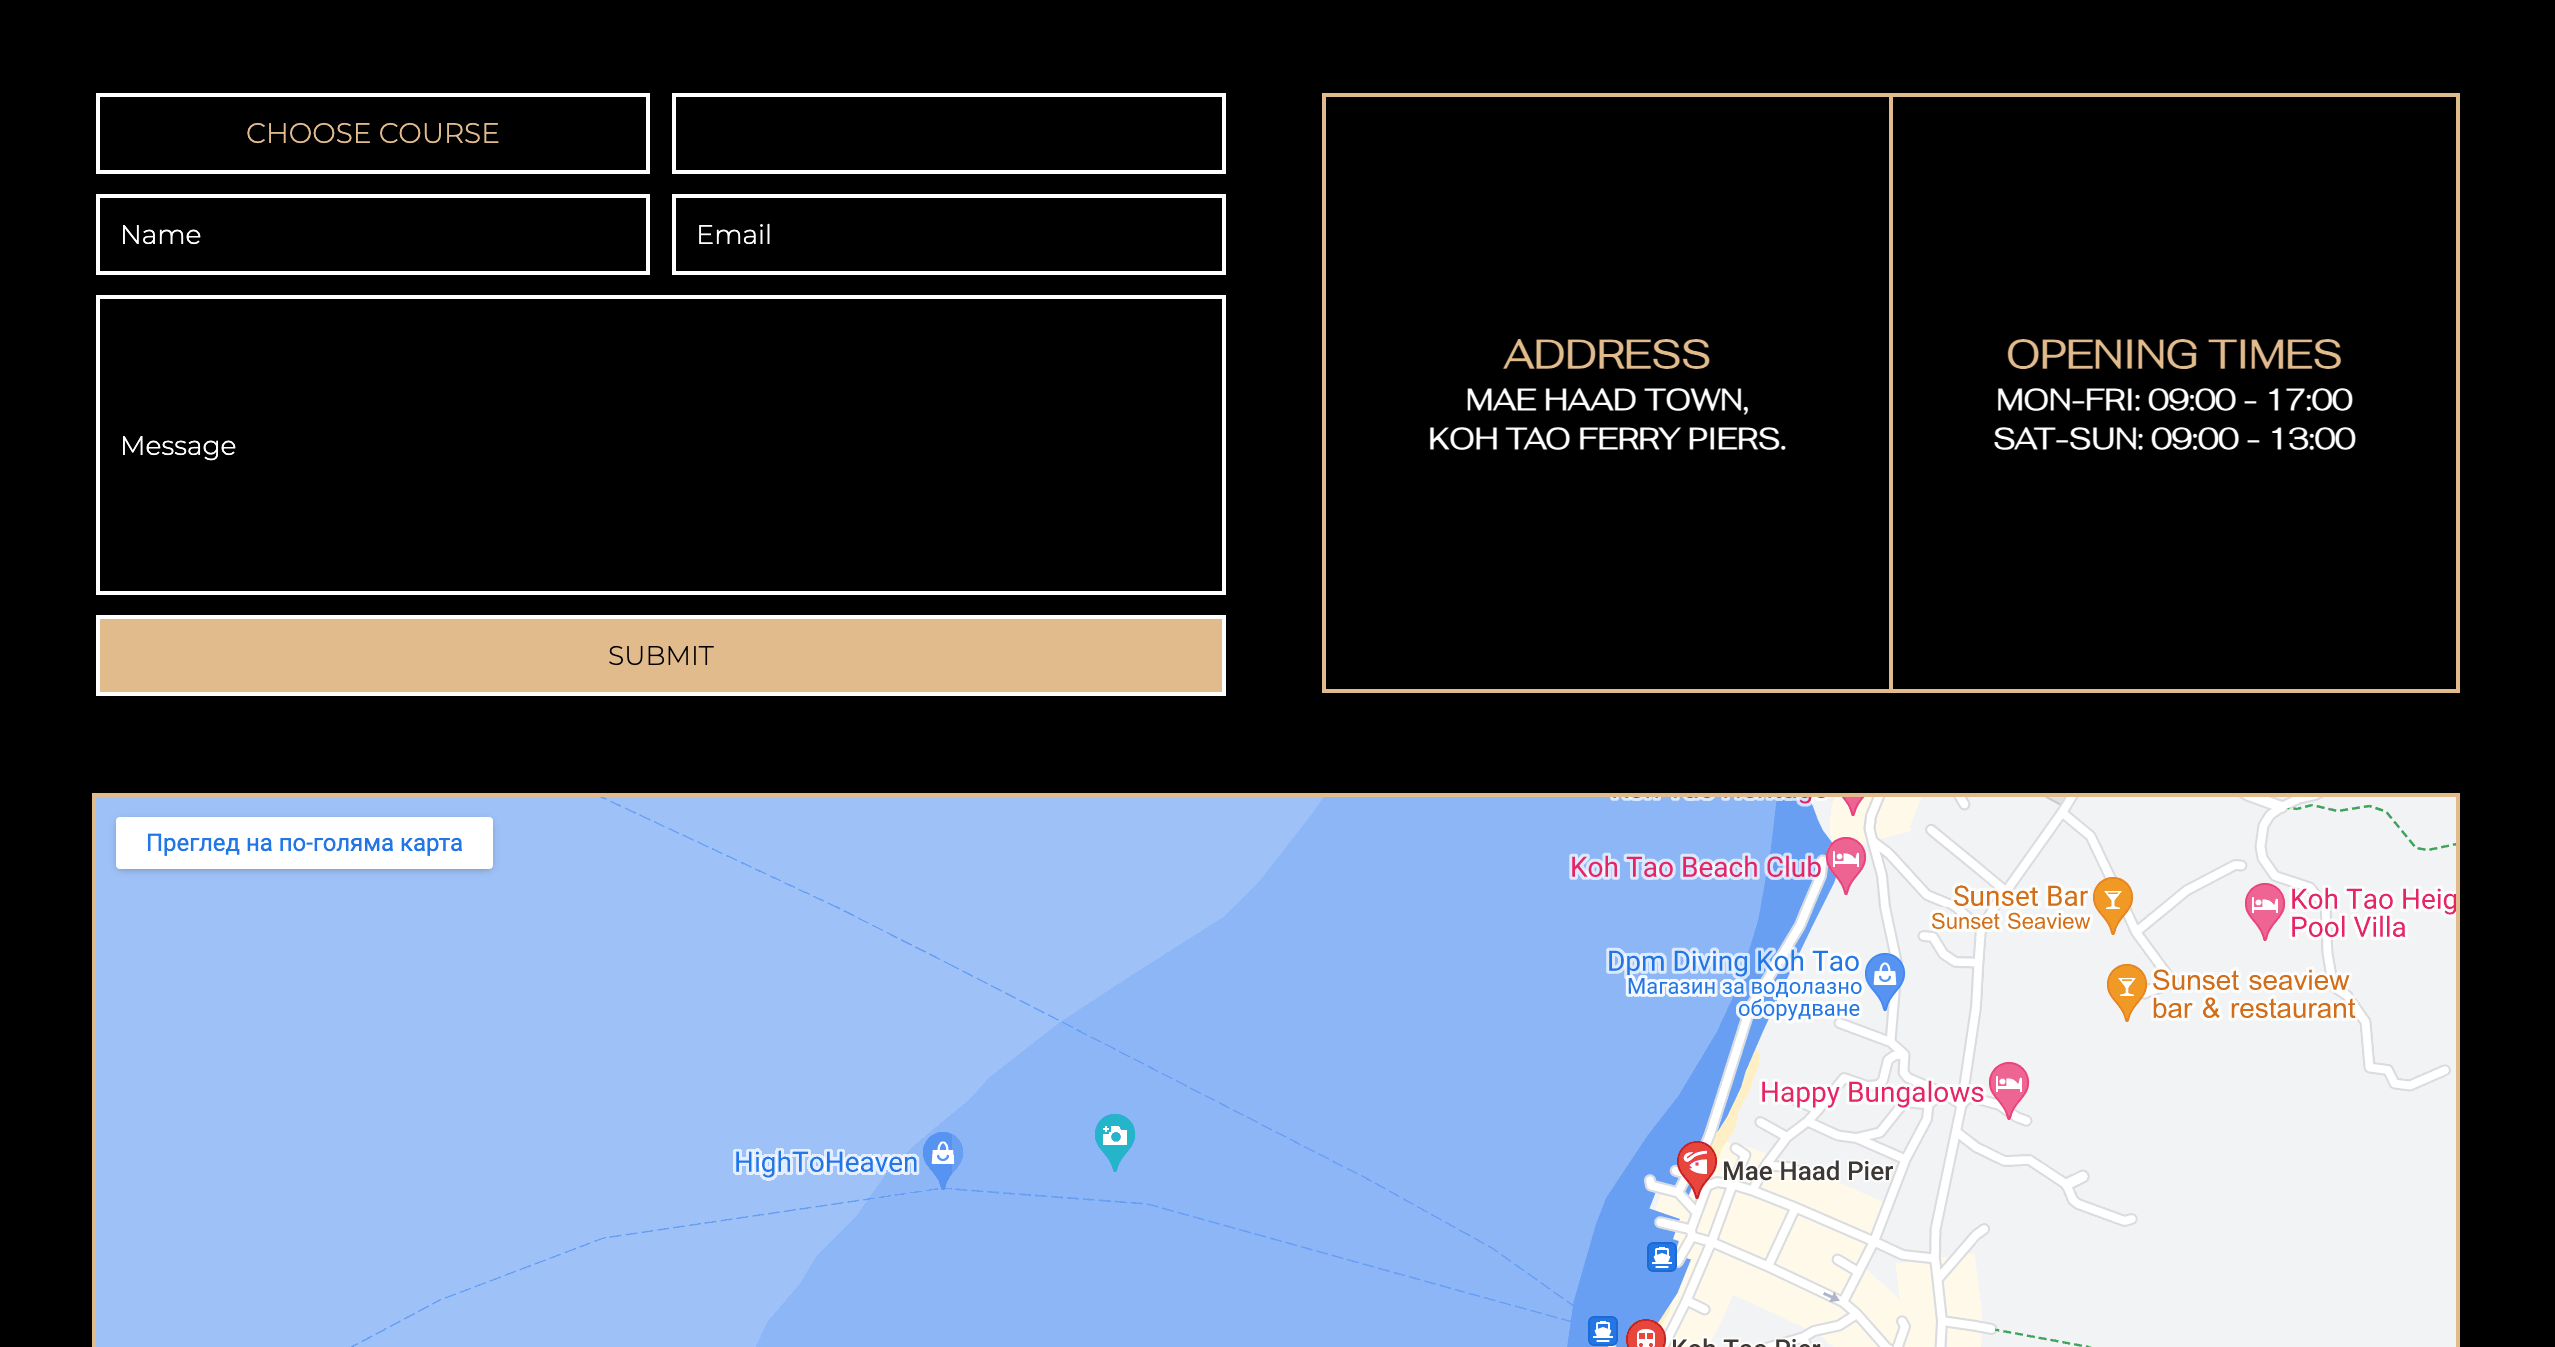 CHOOSE COURSE
Name
Email
Message
SUBMIT
ADDRESS
MAE HAAD TOWN,
KOH TAO FERRY PIERS.
OPENING TIMES
MON-FRI: 09:00 - 17:00
SAT-SUN: 09:00 - 13:00
Преглед на по-голяма карта
Koh Tao Beach Club
Sunset Bar
Sunset Seaview
Koh Tao Heig
Pool Villa
Dpm Diving Koh Tao
Магазин за водолазно
оборудване
Sunset seaview
bar & restaurant
Happy Bungalows
HighToHeaven
Mae Haad Pier
Koh Tao Pier